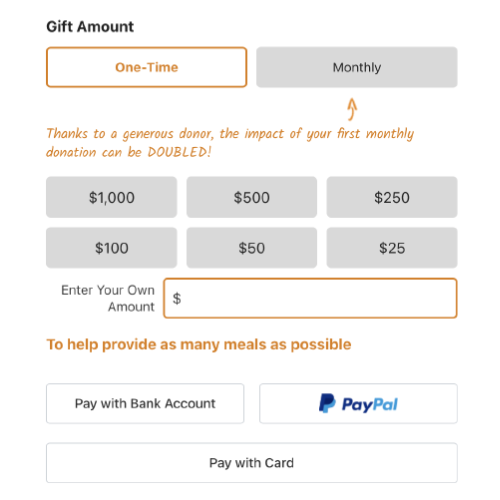 Gift Amount
One-Time
Monthly
Thanks to a generous donor, the impact of your first monthly
donation can be DOUBLED!
$1,000
$500
$250
$100
$50
$25
Enter Your Own
Amount
$
To help provide as many meals as possible
Pay with Bank Account
PayPal
Pay with Card